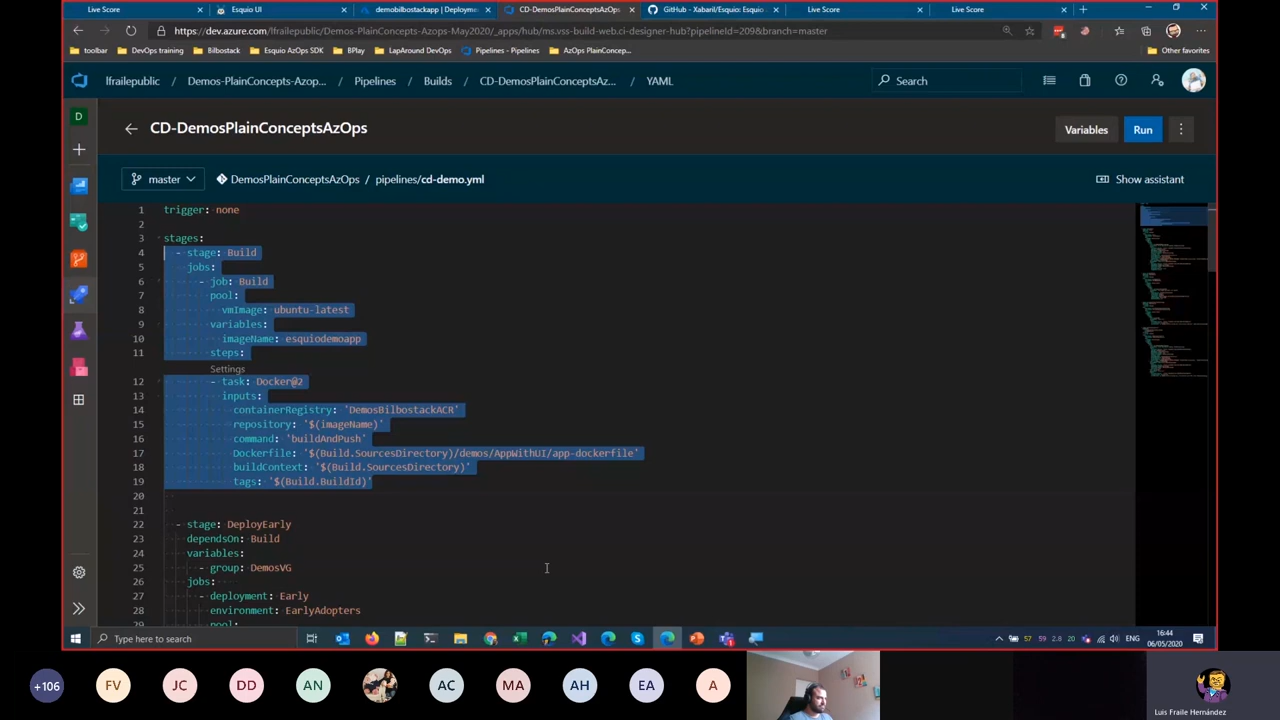 Live Score
Esquio UI
demobilbostackapp | Deployme
CD-DemosPlainConceptsAzOps
GitHub - Xabaril/Esquio: Esquio
Live Score
Live Score
https://dev.azure.com/lfrailepublic/Demos-PlainConcepts-Azops-May2020/_apps/hub/ms.vss-build-web.ci-designer-hub?pipelineId=209&branch=master
toolbar
DevOps training
Bilbostack
Esquio AzOps SDK
BPlay
LapAround DevOps
Pipelines - Pipelines
AzOps PlainConcep...
Other favorites
lfrailepublic / Demos-PlainConcepts-Azop... / Pipelines / Builds / CD-DemosPlainConceptsAz... / YAML
Search
D
CD-DemosPlainConceptsAzOps
Variables
Run
master
DemosPlainConceptsAzOps / pipelines/cd-demo.yml
Show assistant
1 trigger: none
2
3 stages:
4 - stage: Build
5 jobs:
6 - job: Build
7 pool:
8 vmImage: ubuntu-latest
9 variables:
10 imageName: esquiodemoapp
11 steps:
Settings
12 - task: Docker@2
13 inputs:
14 containerRegistry: 'DemosBilbostackACR'
15 repository: '$(imageName)'
16 command: 'buildAndPush'
17 Dockerfile: '$(Build.SourcesDirectory)/demos/AppWithUI/app-dockerfile'
18 buildContext: '$(Build.SourcesDirectory)'
19 tags: '$(Build.BuildId)'
20
21
22 - stage: DeployEarly
23 dependsOn: Build
24 variables:
25 - group: DemosVG
26 jobs:
27 - deployment: Early
28 environment: EarlyAdopters
Type here to search
57 59 2.8 20
ENG
16:44
06/05/2020
+106
FV
JC
DD
AN
AC
MA
AH
EA
A
Luis Fraile Hernández